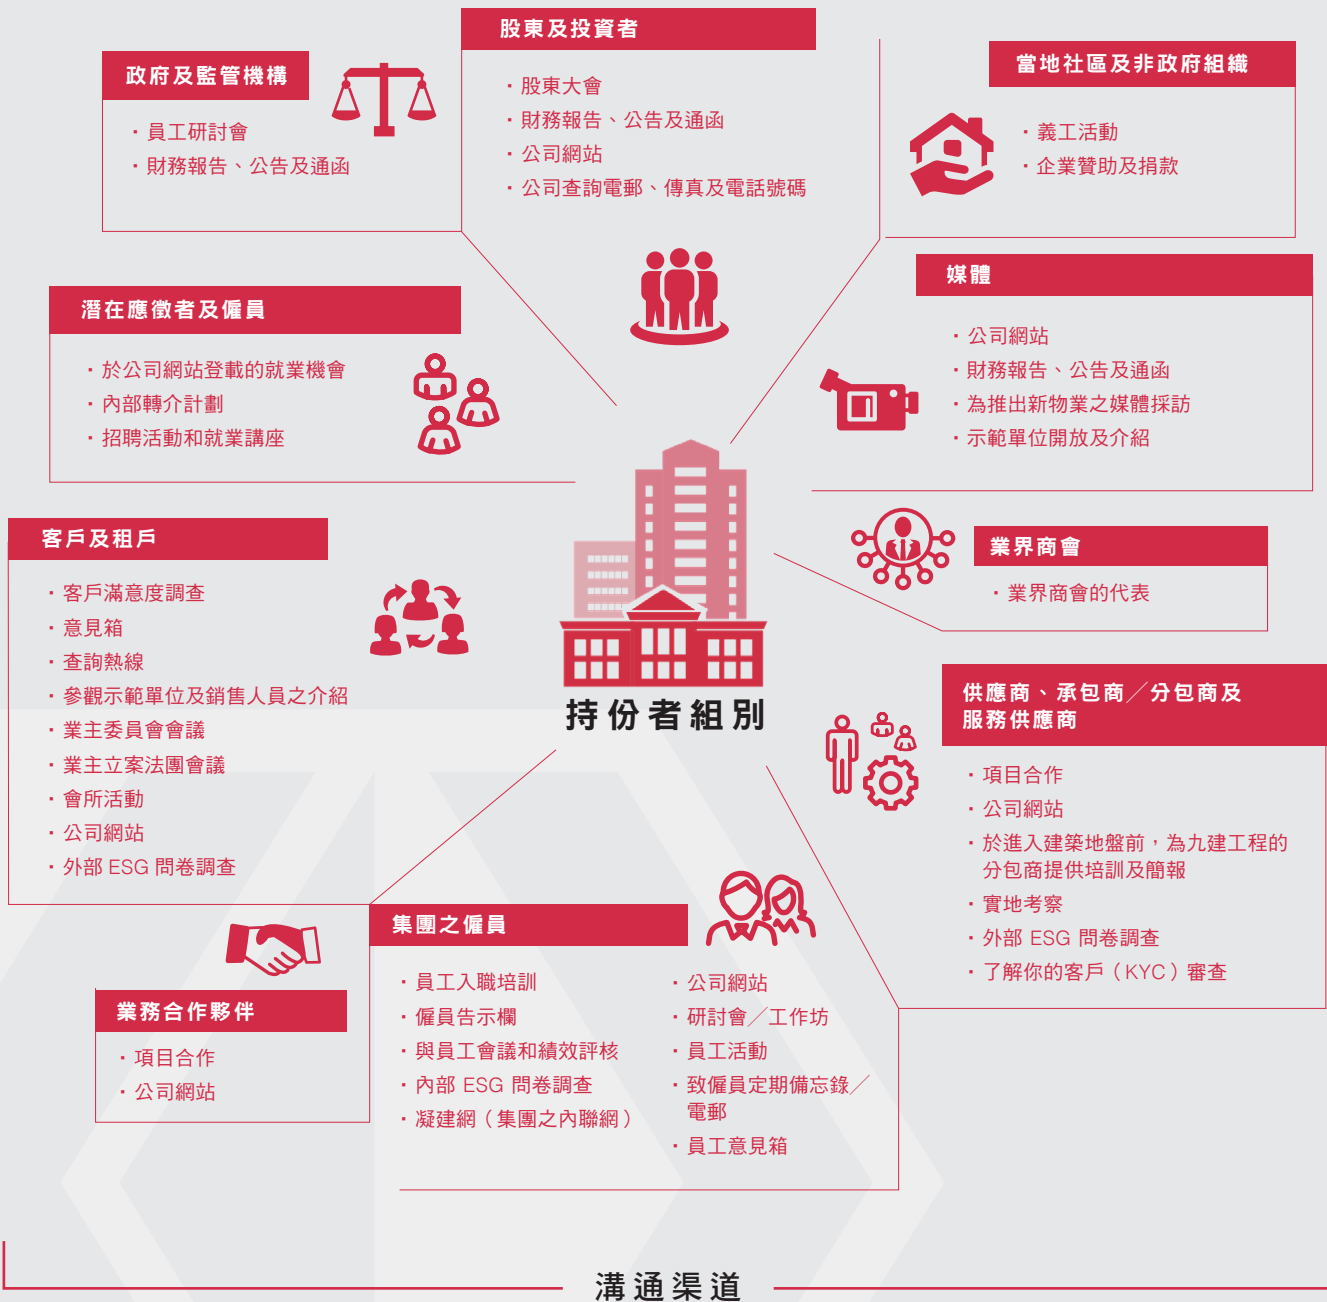 股東及投資者
・股東大會
・財務報告、公告及通函
・公司網站
・公司查詢電郵、傳真及電話號碼
政府及監管機構
・員工研討會
・財務報告、公告及通函
當地社區及非政府組織
・義工活動
・企業贊助及捐款
潛在應徵者及僱員
・於公司網站登載的就業機會
・內部轉介計劃
・招聘活動和就業講座
媒體
・公司網站
・財務報告、公告及通函
・為推出新物業之媒體採訪
・示範單位開放及介紹
客戶及租戶
・客戶滿意度調查
・意見箱
・查詢熱線
・參觀示範單位及銷售人員之介紹
・業主委員會會議
・業主立案法團會議
・會所活動
・公司網站
・外部 ESG 問卷調查
業界商會
・業界商會的代表
持份者組別
供應商、承包商／分包商及
服務供應商
・項目合作
・公司網站
・於進入建築地盤前，為九建工程的
分包商提供培訓及簡報
・實地考察
・外部 ESG 問卷調查
・了解你的客戶（KYC）審查
業務合作夥伴
・項目合作
・公司網站
集團之僱員
・員工入職培訓
・僱員告示欄
・與員工會議和績效評核
・內部 ESG 問卷調查
・凝建網（集團之內聯網）
・公司網站
・研討會／工作坊
・員工活動
・致僱員定期備忘錄／
電郵
・員工意見箱
溝通渠道